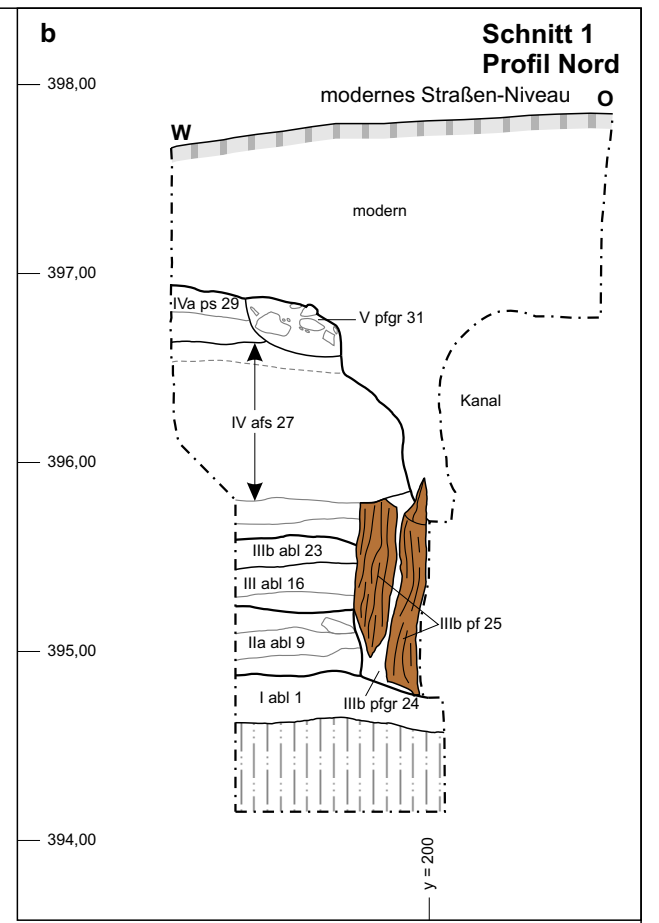 b
Schnitt 1
Profil Nord
398,00
modernes Straßen-Niveau
O
W
modern
397,00
IVa ps 29
V pfgr 31
Kanal
IV afs 27
396,00
IIIb abl 23
III abl 16
IIIb pf 25
IIa abl 9
395,00
I abl 1
IIIb pfgr 24
394,00
y = 200